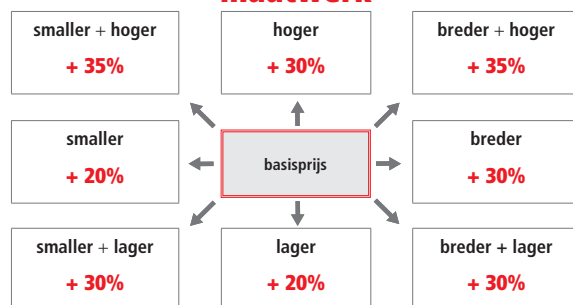 maatwerk
smaller + hoger
+ 35%
hoger
+ 30%
breder + hoger
+ 35%
smaller
+ 20%
basisprijs
breder
+ 30%
smaller + lager
+ 30%
lager
+ 20%
breder + lager
+ 30%